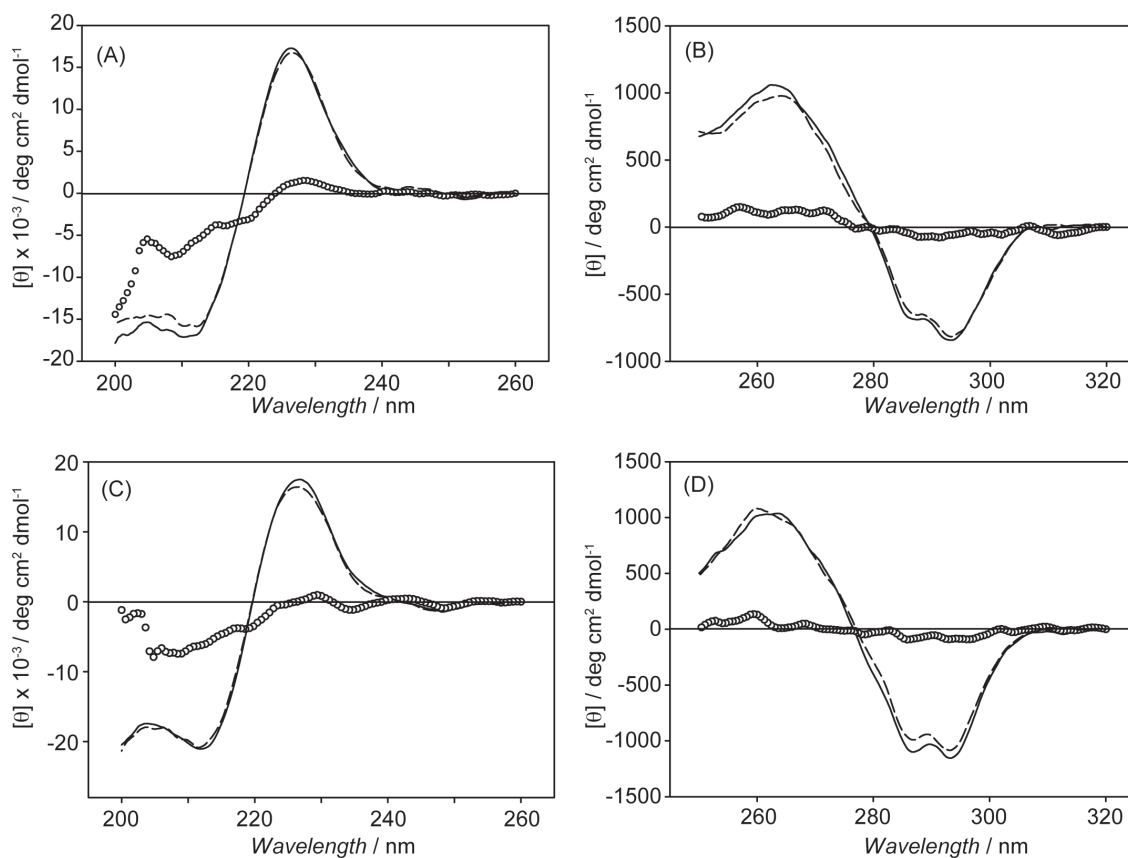 (A)
[θ] x 10⁻³ / deg cm² dmol⁻¹
20
15
10
5
0
-5
-10
-15
-20
200 220 240 260
Wavelength / nm
(B)
[θ] / deg cm² dmol⁻¹
1500
1000
500
0
-500
-1000
260 280 300 320
Wavelength / nm
(C)
[θ] x 10⁻³ / deg cm² dmol⁻¹
20
10
0
-10
-20
200 220 240 260
Wavelength / nm
(D)
[θ] / deg cm² dmol⁻¹
1500
1000
500
0
-500
-1000
-1500
260 280 300 320
Wavelength / nm